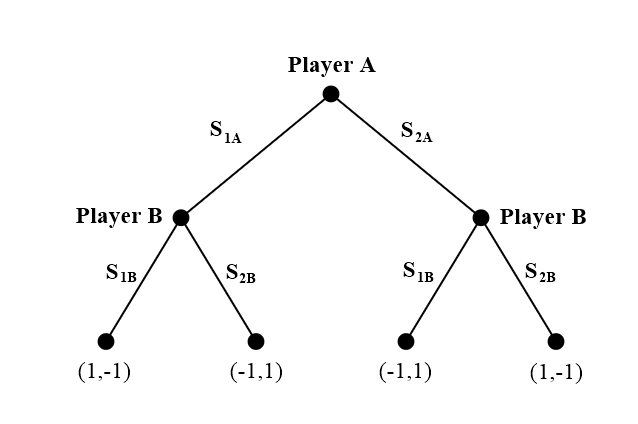 Player A
S1A
S2A
Player B
Player B
S1B
S2B
S1B
S2B
(1,-1)
(-1,1)
(-1,1)
(1,-1)